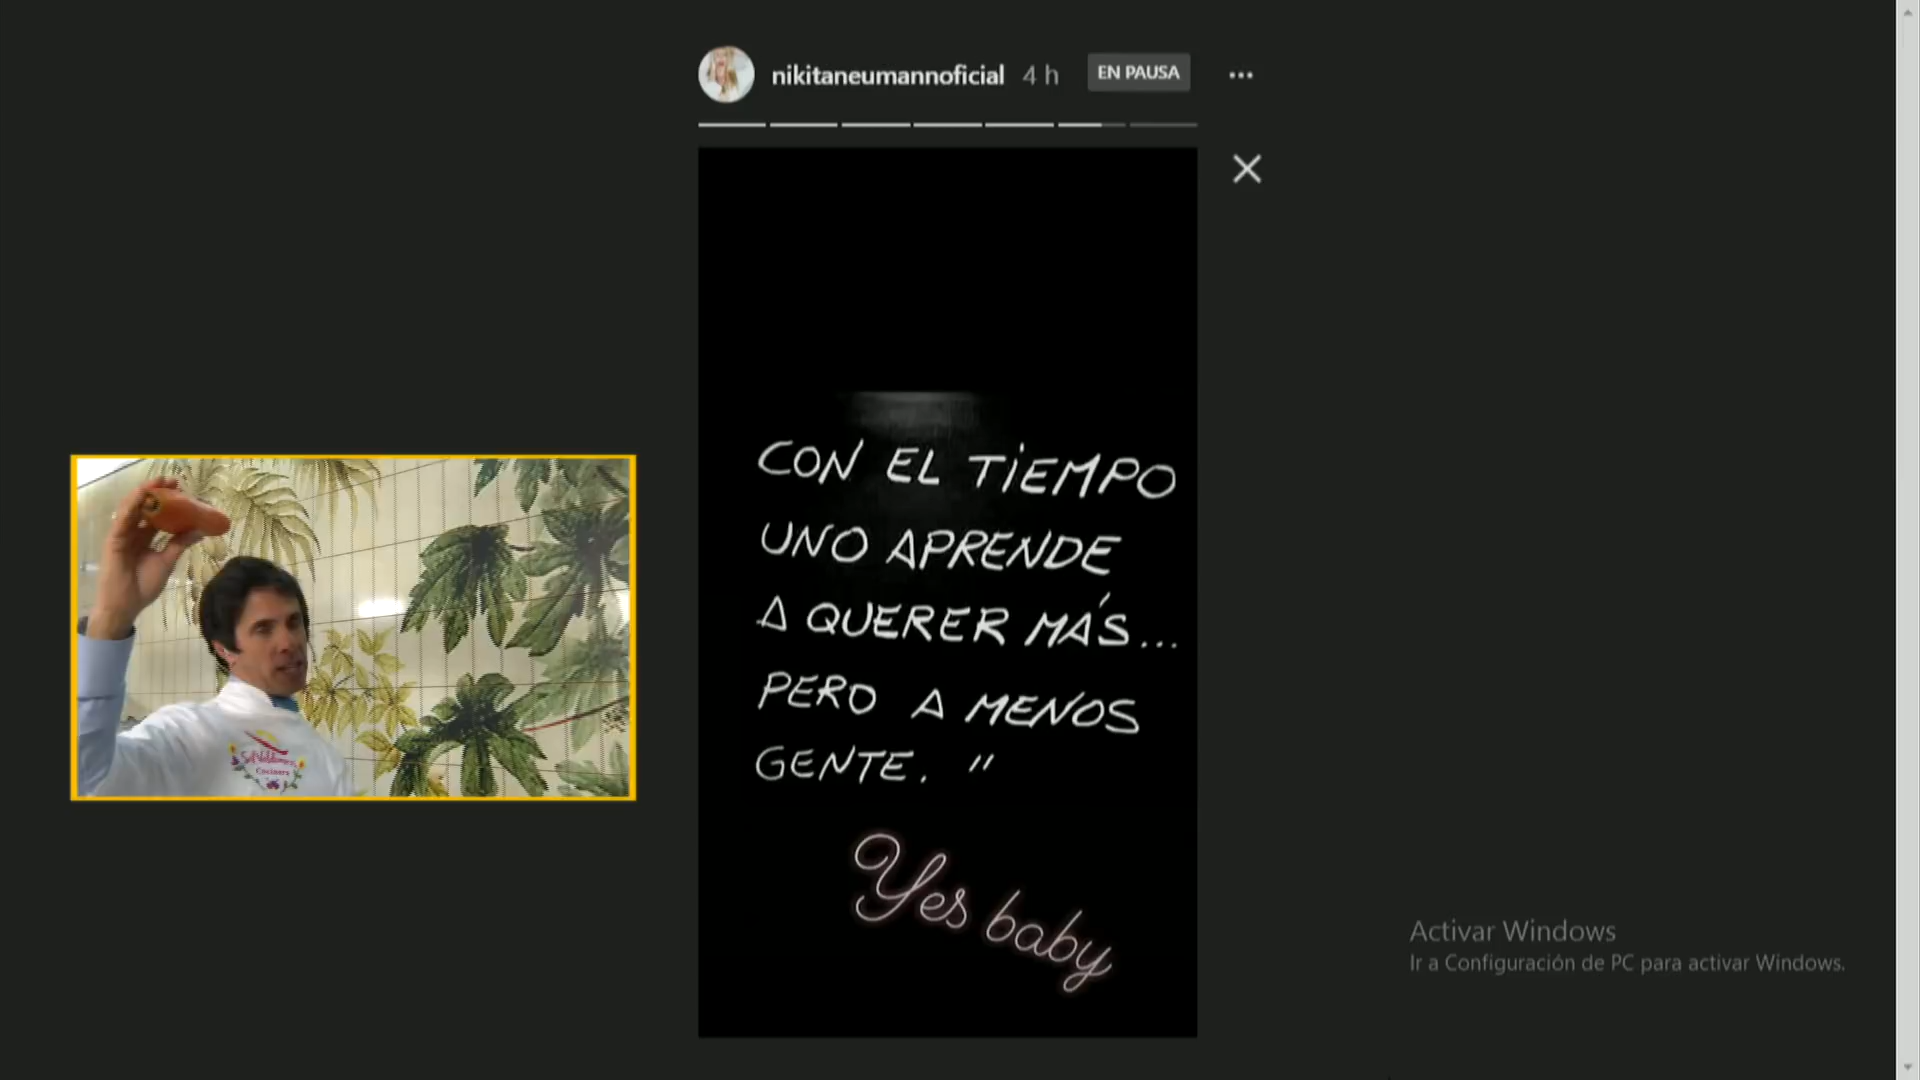 nikitaneumannoficial 4 h EN PAUSA
CON EL TIEMPO
UNO APRENDE
A QUERER MÁS...
PERO A MENOS
GENTE. "
Yes baby
Cocinero
Activar Windows
Ir a Configuración de PC para activar Windows.